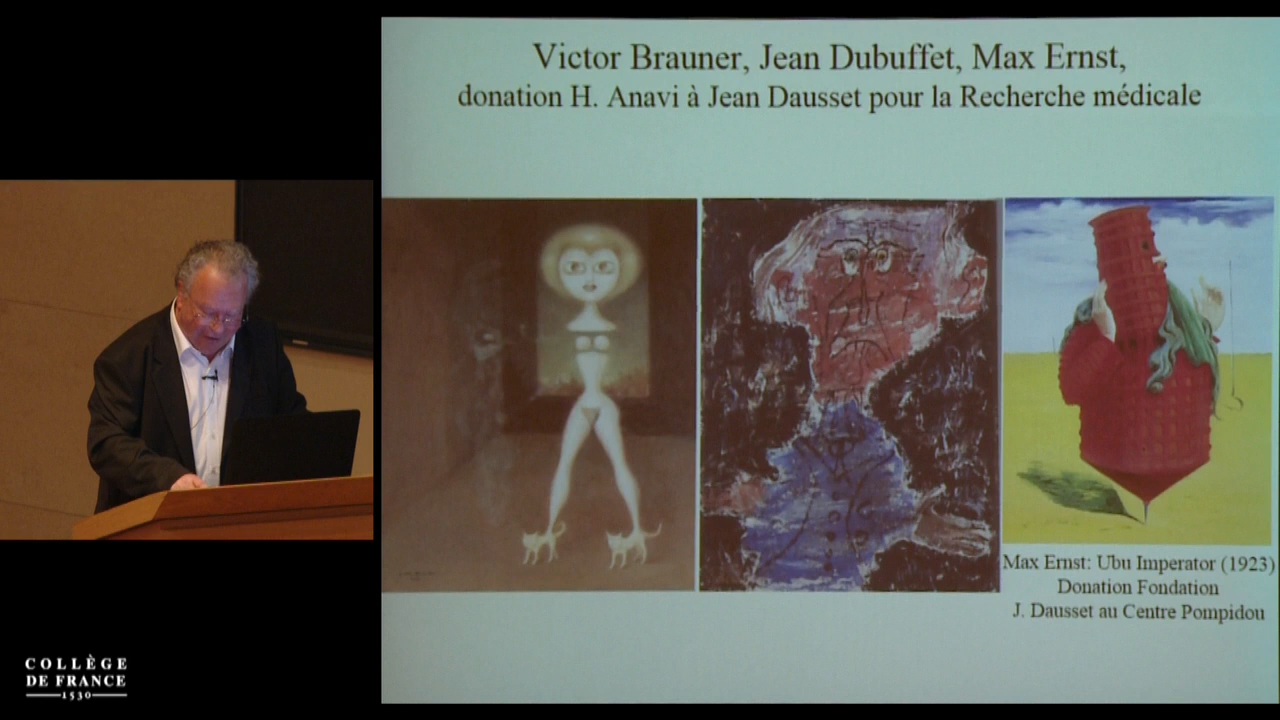 Victor Brauner, Jean Dubuffet, Max Ernst,
donation H. Anavi à Jean Dausset pour la Recherche médicale
Max Ernst: Ubu Imperator (1923)
Donation Fondation
J. Dausset au Centre Pompidou
COLLÈGE
DE FRANCE
1530